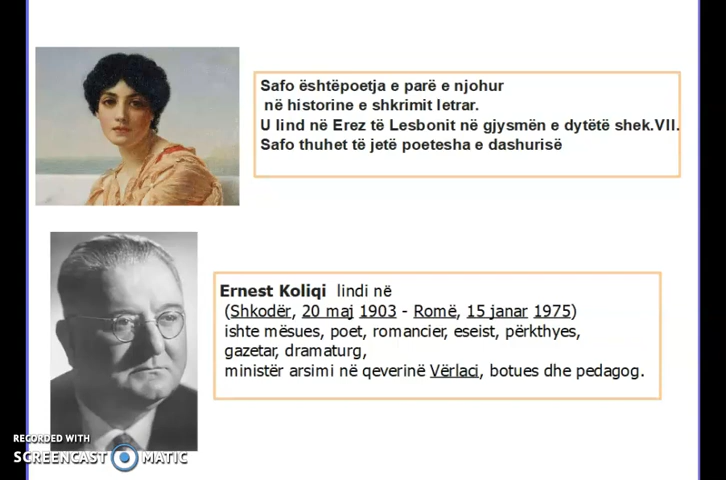 Safo ështëpoetja e parë e njohur
në historine e shkrimit letrar.
U lind në Erez të Lesbonit në gjysmën e dytëtë shek.VII.
Safo thuhet të jetë poetesha e dashurisë
Ernest Koliqi lindi në
(Shkodër, 20 maj 1903 - Romë, 15 janar 1975)
ishte mësues, poet, romancier, eseist, përkthyes,
gazetar, dramaturg,
ministër arsimi në qeverinë Vërlaci, botues dhe pedagog.
RECORDED WITH
SCREENCAST MATIC